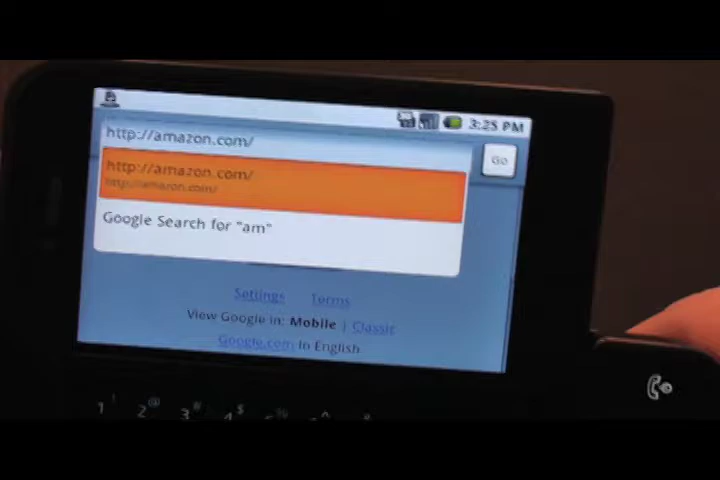 3:25 PM
http://amazon.com/
Go
http://amazon.com/
http://amazon.com/
Google Search for "am"
Settings Terms
View Google in: Mobile | Classic
Google.com in English
1 ! 2 @ 3 # 4 $ 5 % ^